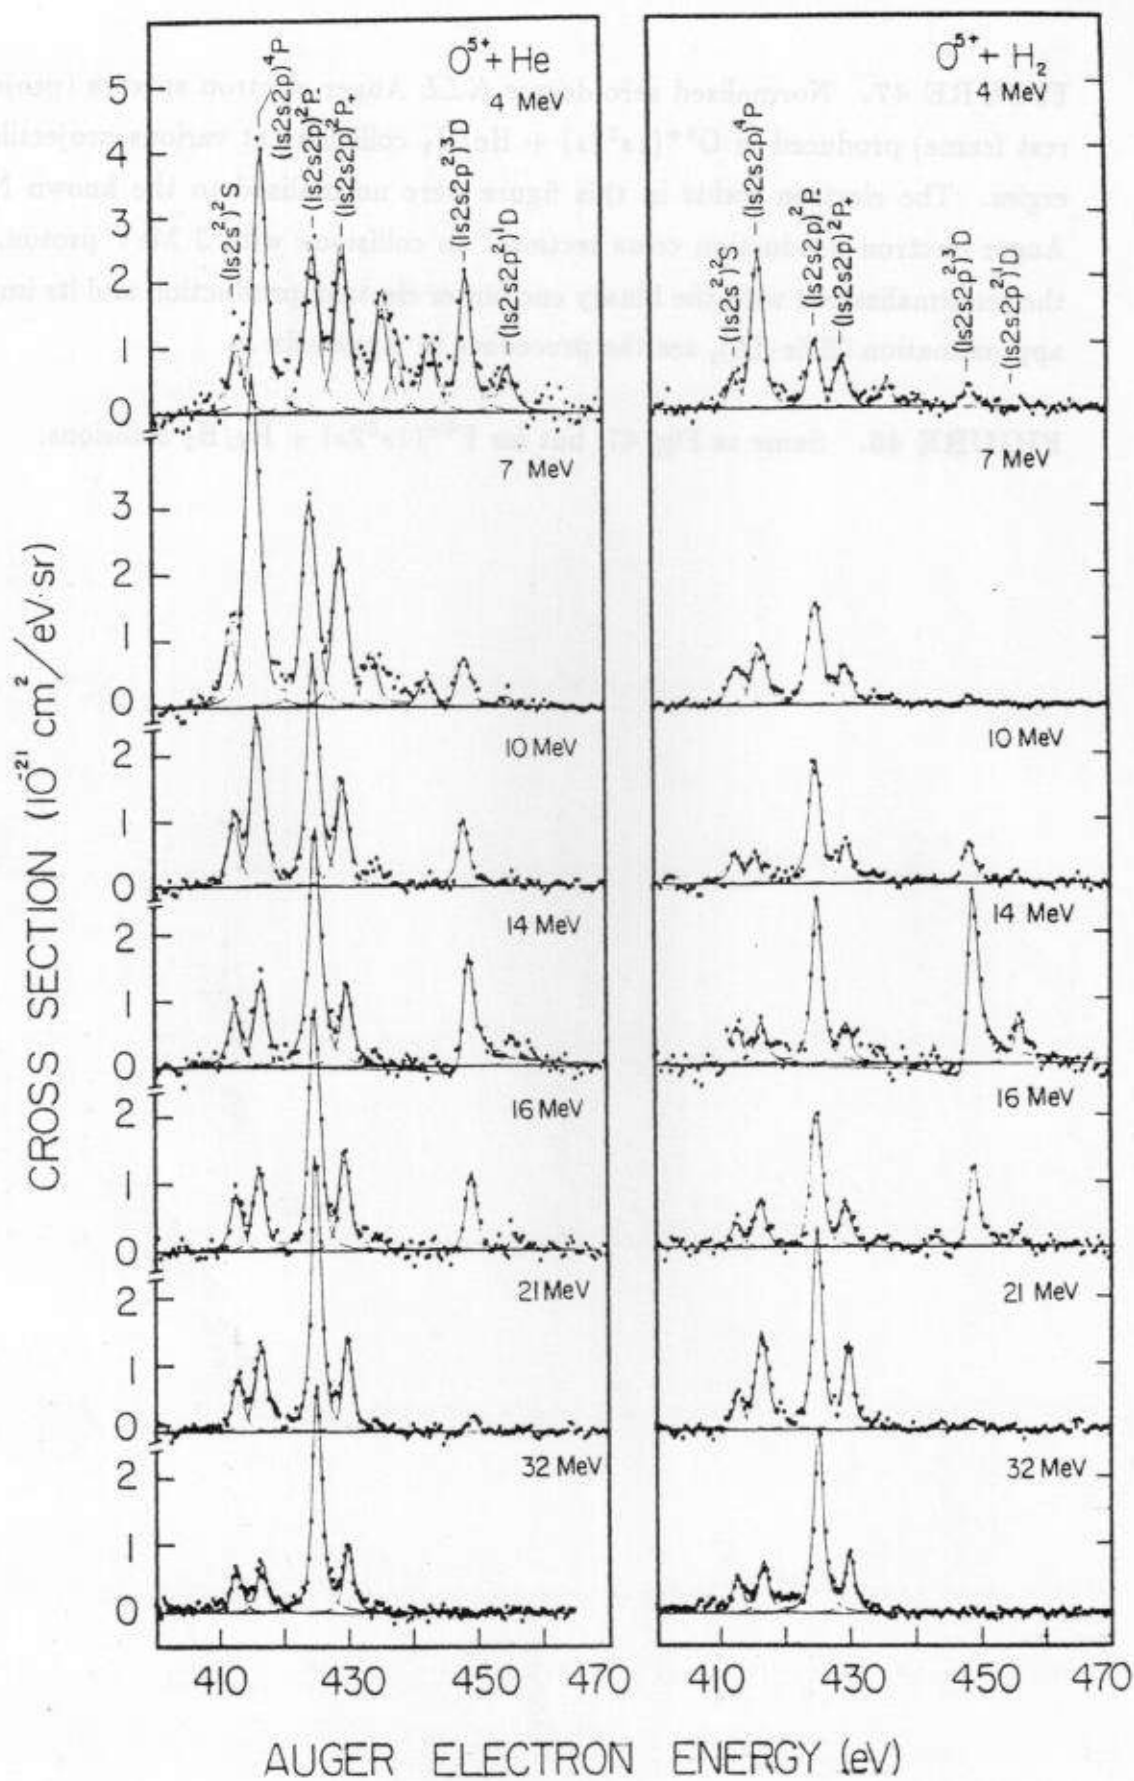 O⁵⁺ + He
4 MeV
(1s2s²)²S
(1s2s2p)⁴P
(1s2s2p)²P₋
(1s2s2p)²P₊
(1s2s2p²)³D
(1s2s2p²)¹D
5
4
3
2
1
0
7 MeV
3
2
1
0
10 MeV
2
1
0
14 MeV
2
1
0
16 MeV
2
1
0
21 MeV
2
1
0
32 MeV
2
1
0
410 430 450 470
O⁵⁺ + H₂
4 MeV
(1s2s²)²S
(1s2s2p)⁴P
(1s2s2p)²P₋
(1s2s2p)²P₊
(1s2s2p²)³D
(1s2s2p²)¹D
7 MeV
10 MeV
14 MeV
16 MeV
21 MeV
32 MeV
410 430 450 470
CROSS SECTION (10⁻²¹ cm²/eV·sr)
AUGER ELECTRON ENERGY (eV)